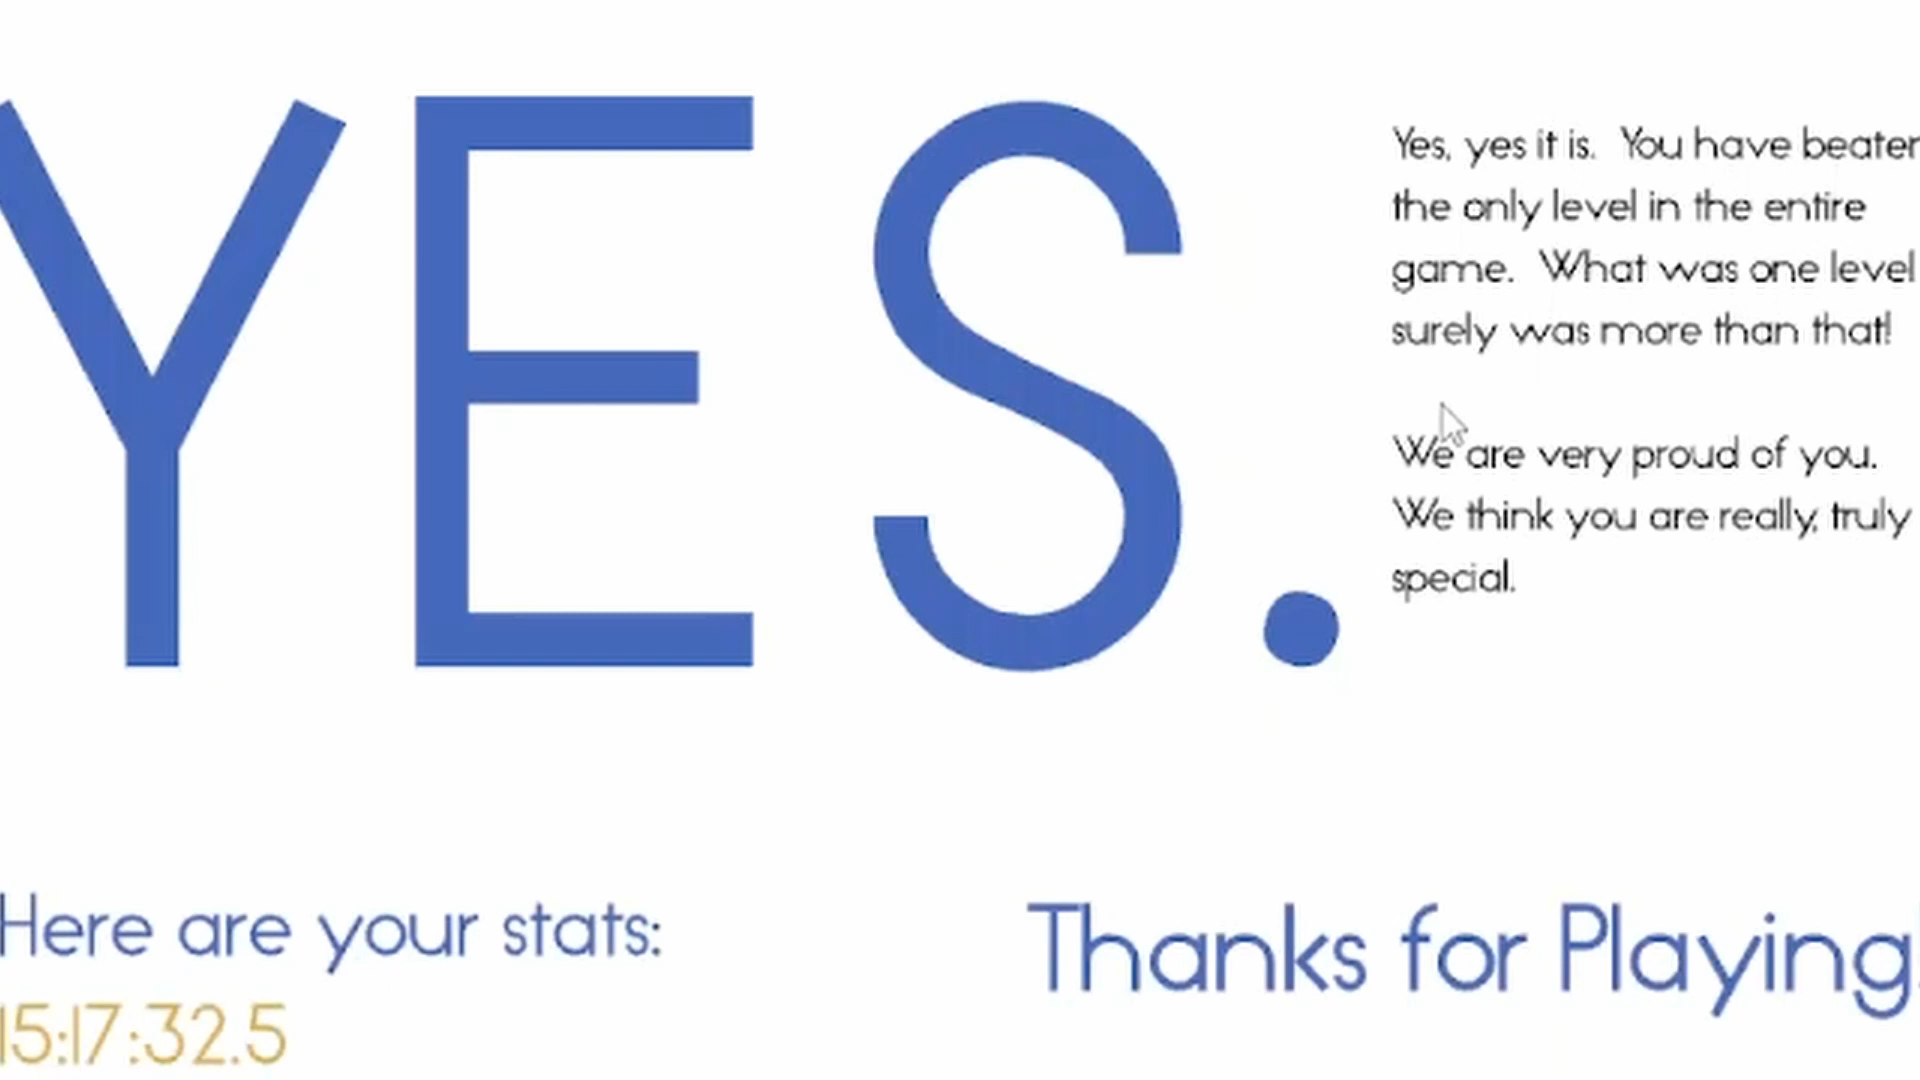 YES.
Yes, yes it is. You have beaten
the only level in the entire
game. What was one level
surely was more than that!
We are very proud of you.
We think you are really, truly
special.
Here are your stats:
15:17:32.5
Thanks for Playing!